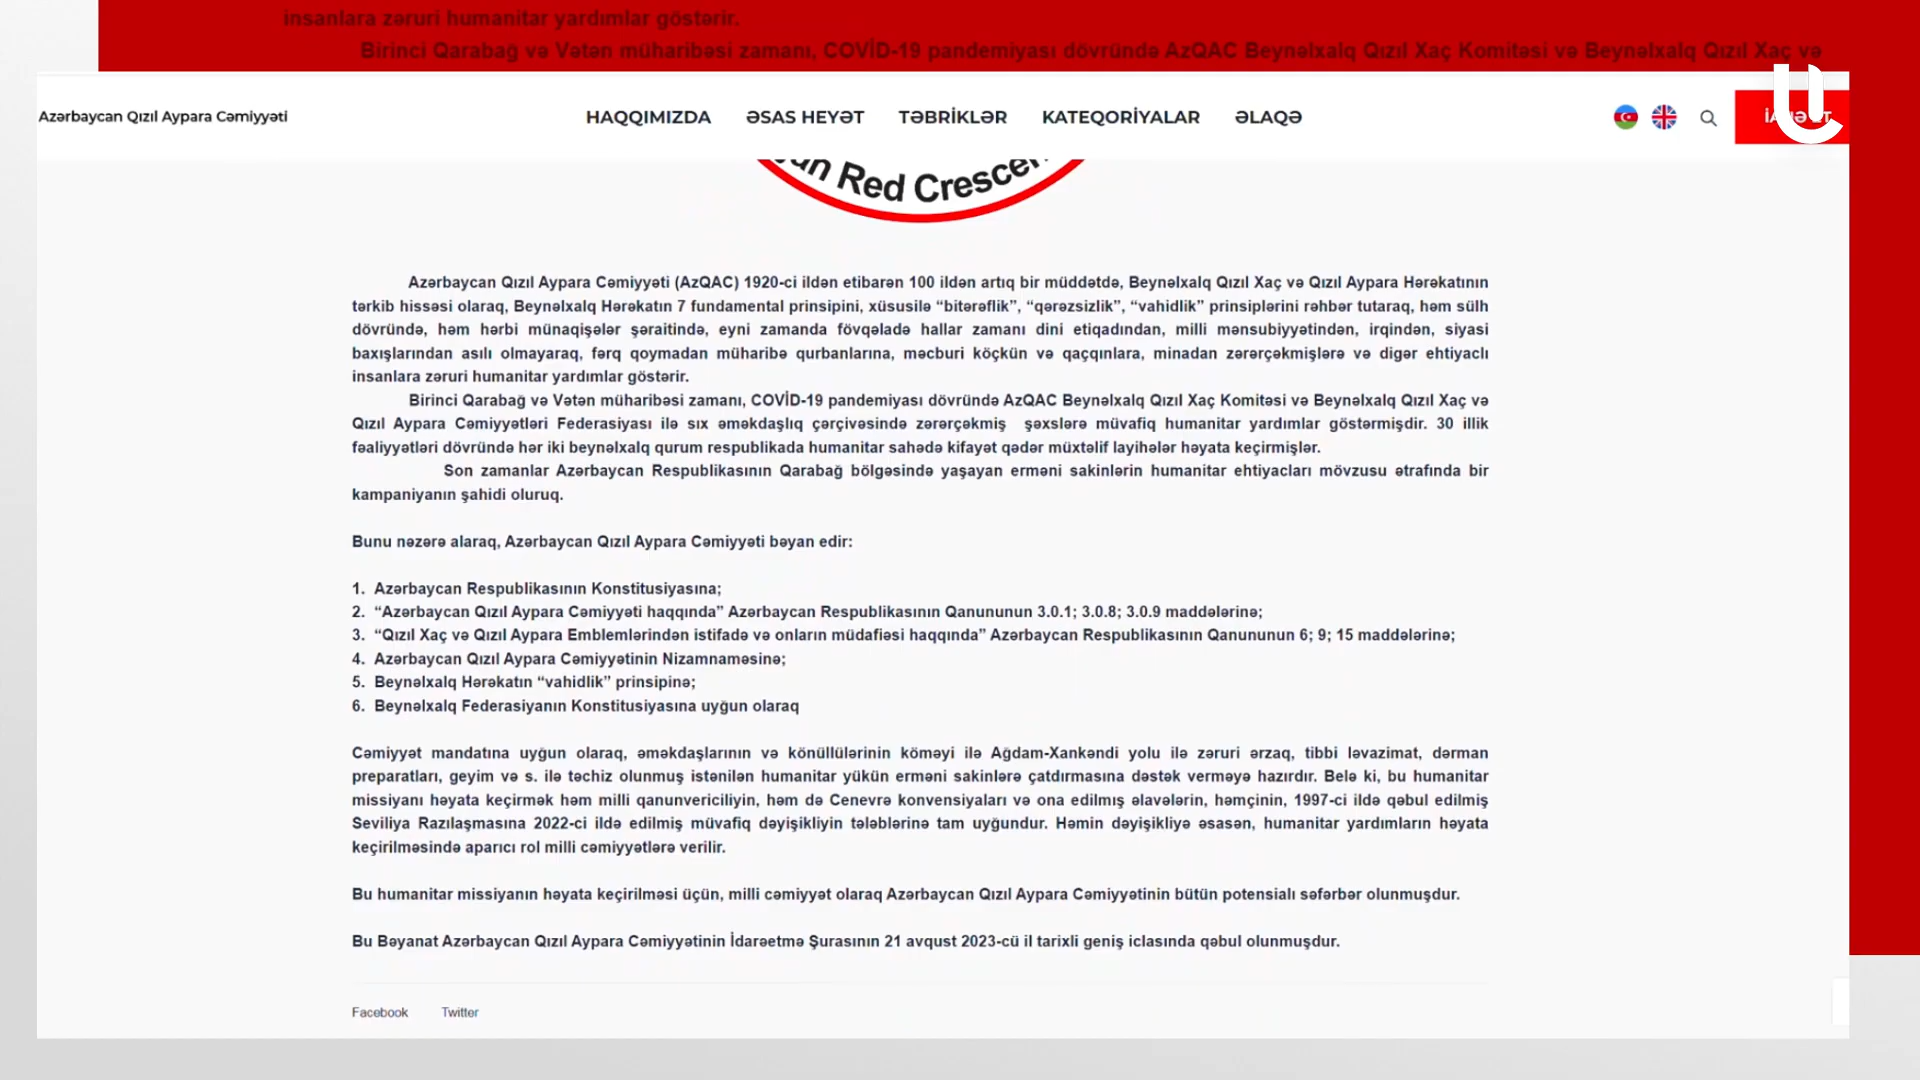 insanlara zəruri humanitar yardımlar göstərir.
Birinci Qarabağ və Vətən müharibəsi zamanı, COVİD-19 pandemiyası dövründə AzQAC Beynəlxalq Qızıl Xaç Komitəsi və Beynəlxalq Qızıl Xaç və
Azərbaycan Qızıl Aypara Cəmiyyəti
HAQQIMIZDA ƏSAS HEYƏT TƏBRİKLƏR KATEQORİYALAR ƏLAQƏ
Red Crescen
Azərbaycan Qızıl Aypara Cəmiyyəti (AzQAC) 1920-ci ildən etibarən 100 ildən artıq bir müddətdə, Beynəlxalq Qızıl Xaç və Qızıl Aypara Hərəkatının
tərkib hissəsi olaraq, Beynəlxalq Hərəkatın 7 fundamental prinsipini, xüsusilə “bitərəflik”, “qərəzsizlik”, “vahidlik” prinsiplərini rəhbər tutaraq, həm sülh
dövründə, həm hərbi münaqişələr şəraitində, eyni zamanda fövqəladə hallar zamanı dini etiqadından, milli mənsubiyyətindən, irqindən, siyasi
baxışlarından asılı olmayaraq, fərq qoymadan müharibə qurbanlarına, məcburi köçkün və qaçqınlara, minadan zərərçəkmişlərə və digər ehtiyaclı
insanlara zəruri humanitar yardımlar göstərir.
Birinci Qarabağ və Vətən müharibəsi zamanı, COVİD-19 pandemiyası dövründə AzQAC Beynəlxalq Qızıl Xaç Komitəsi və Beynəlxalq Qızıl Xaç və
Qızıl Aypara Cəmiyyətləri Federasiyası ilə sıx əməkdaşlıq çərçivəsində zərərçəkmiş şəxslərə müvafiq humanitar yardımlar göstərmişdir. 30 illik
fəaliyyətləri dövründə hər iki beynəlxalq qurum respublikada humanitar sahədə kifayət qədər müxtəlif layihələr həyata keçirmişlər.
Son zamanlar Azərbaycan Respublikasının Qarabağ bölgəsində yaşayan erməni sakinlərin humanitar ehtiyacları mövzusu ətrafında bir
kampaniyanın şahidi oluruq.
Bunu nəzərə alaraq, Azərbaycan Qızıl Aypara Cəmiyyəti bəyan edir:
1. Azərbaycan Respublikasının Konstitusiyasına;
2. “Azərbaycan Qızıl Aypara Cəmiyyəti haqqında” Azərbaycan Respublikasının Qanununun 3.0.1; 3.0.8; 3.0.9 maddələrinə;
3. “Qızıl Xaç və Qızıl Aypara Emblemlərindən istifadə və onların müdafiəsi haqqında” Azərbaycan Respublikasının Qanununun 6; 9; 15 maddələrinə;
4. Azərbaycan Qızıl Aypara Cəmiyyətinin Nizamnaməsinə;
5. Beynəlxalq Hərəkatın “vahidlik” prinsipinə;
6. Beynəlxalq Federasiyanın Konstitusiyasına uyğun olaraq
Cəmiyyət mandatına uyğun olaraq, əməkdaşlarının və könüllülərinin köməyi ilə Ağdam-Xankəndi yolu ilə zəruri ərzaq, tibbi ləvazimat, dərman
preparatları, geyim və s. ilə təchiz olunmuş istənilən humanitar yükün erməni sakinlərə çatdırmasına dəstək verməyə hazırdır. Belə ki, bu humanitar
missiyanı həyata keçirmək həm milli qanunvericiliyin, həm də Cenevrə konvensiyaları və ona edilmış əlavələrin, həmçinin, 1997-ci ildə qəbul edilmiş
Seviliya Razılaşmasına 2022-ci ildə edilmiş müvafiq dəyişikliyin tələblərinə tam uyğundur. Həmin dəyişikliyə əsasən, humanitar yardımların həyata
keçirilməsində aparıcı rol milli cəmiyyətlərə verilir.
Bu humanitar missiyanın həyata keçirilməsi üçün, milli cəmiyyət olaraq Azərbaycan Qızıl Aypara Cəmiyyətinin bütün potensialı səfərbər olunmuşdur.
Bu Bəyanat Azərbaycan Qızıl Aypara Cəmiyyətinin İdarəetmə Şurasının 21 avqust 2023-cü il tarixli geniş iclasında qəbul olunmuşdur.
Facebook Twitter